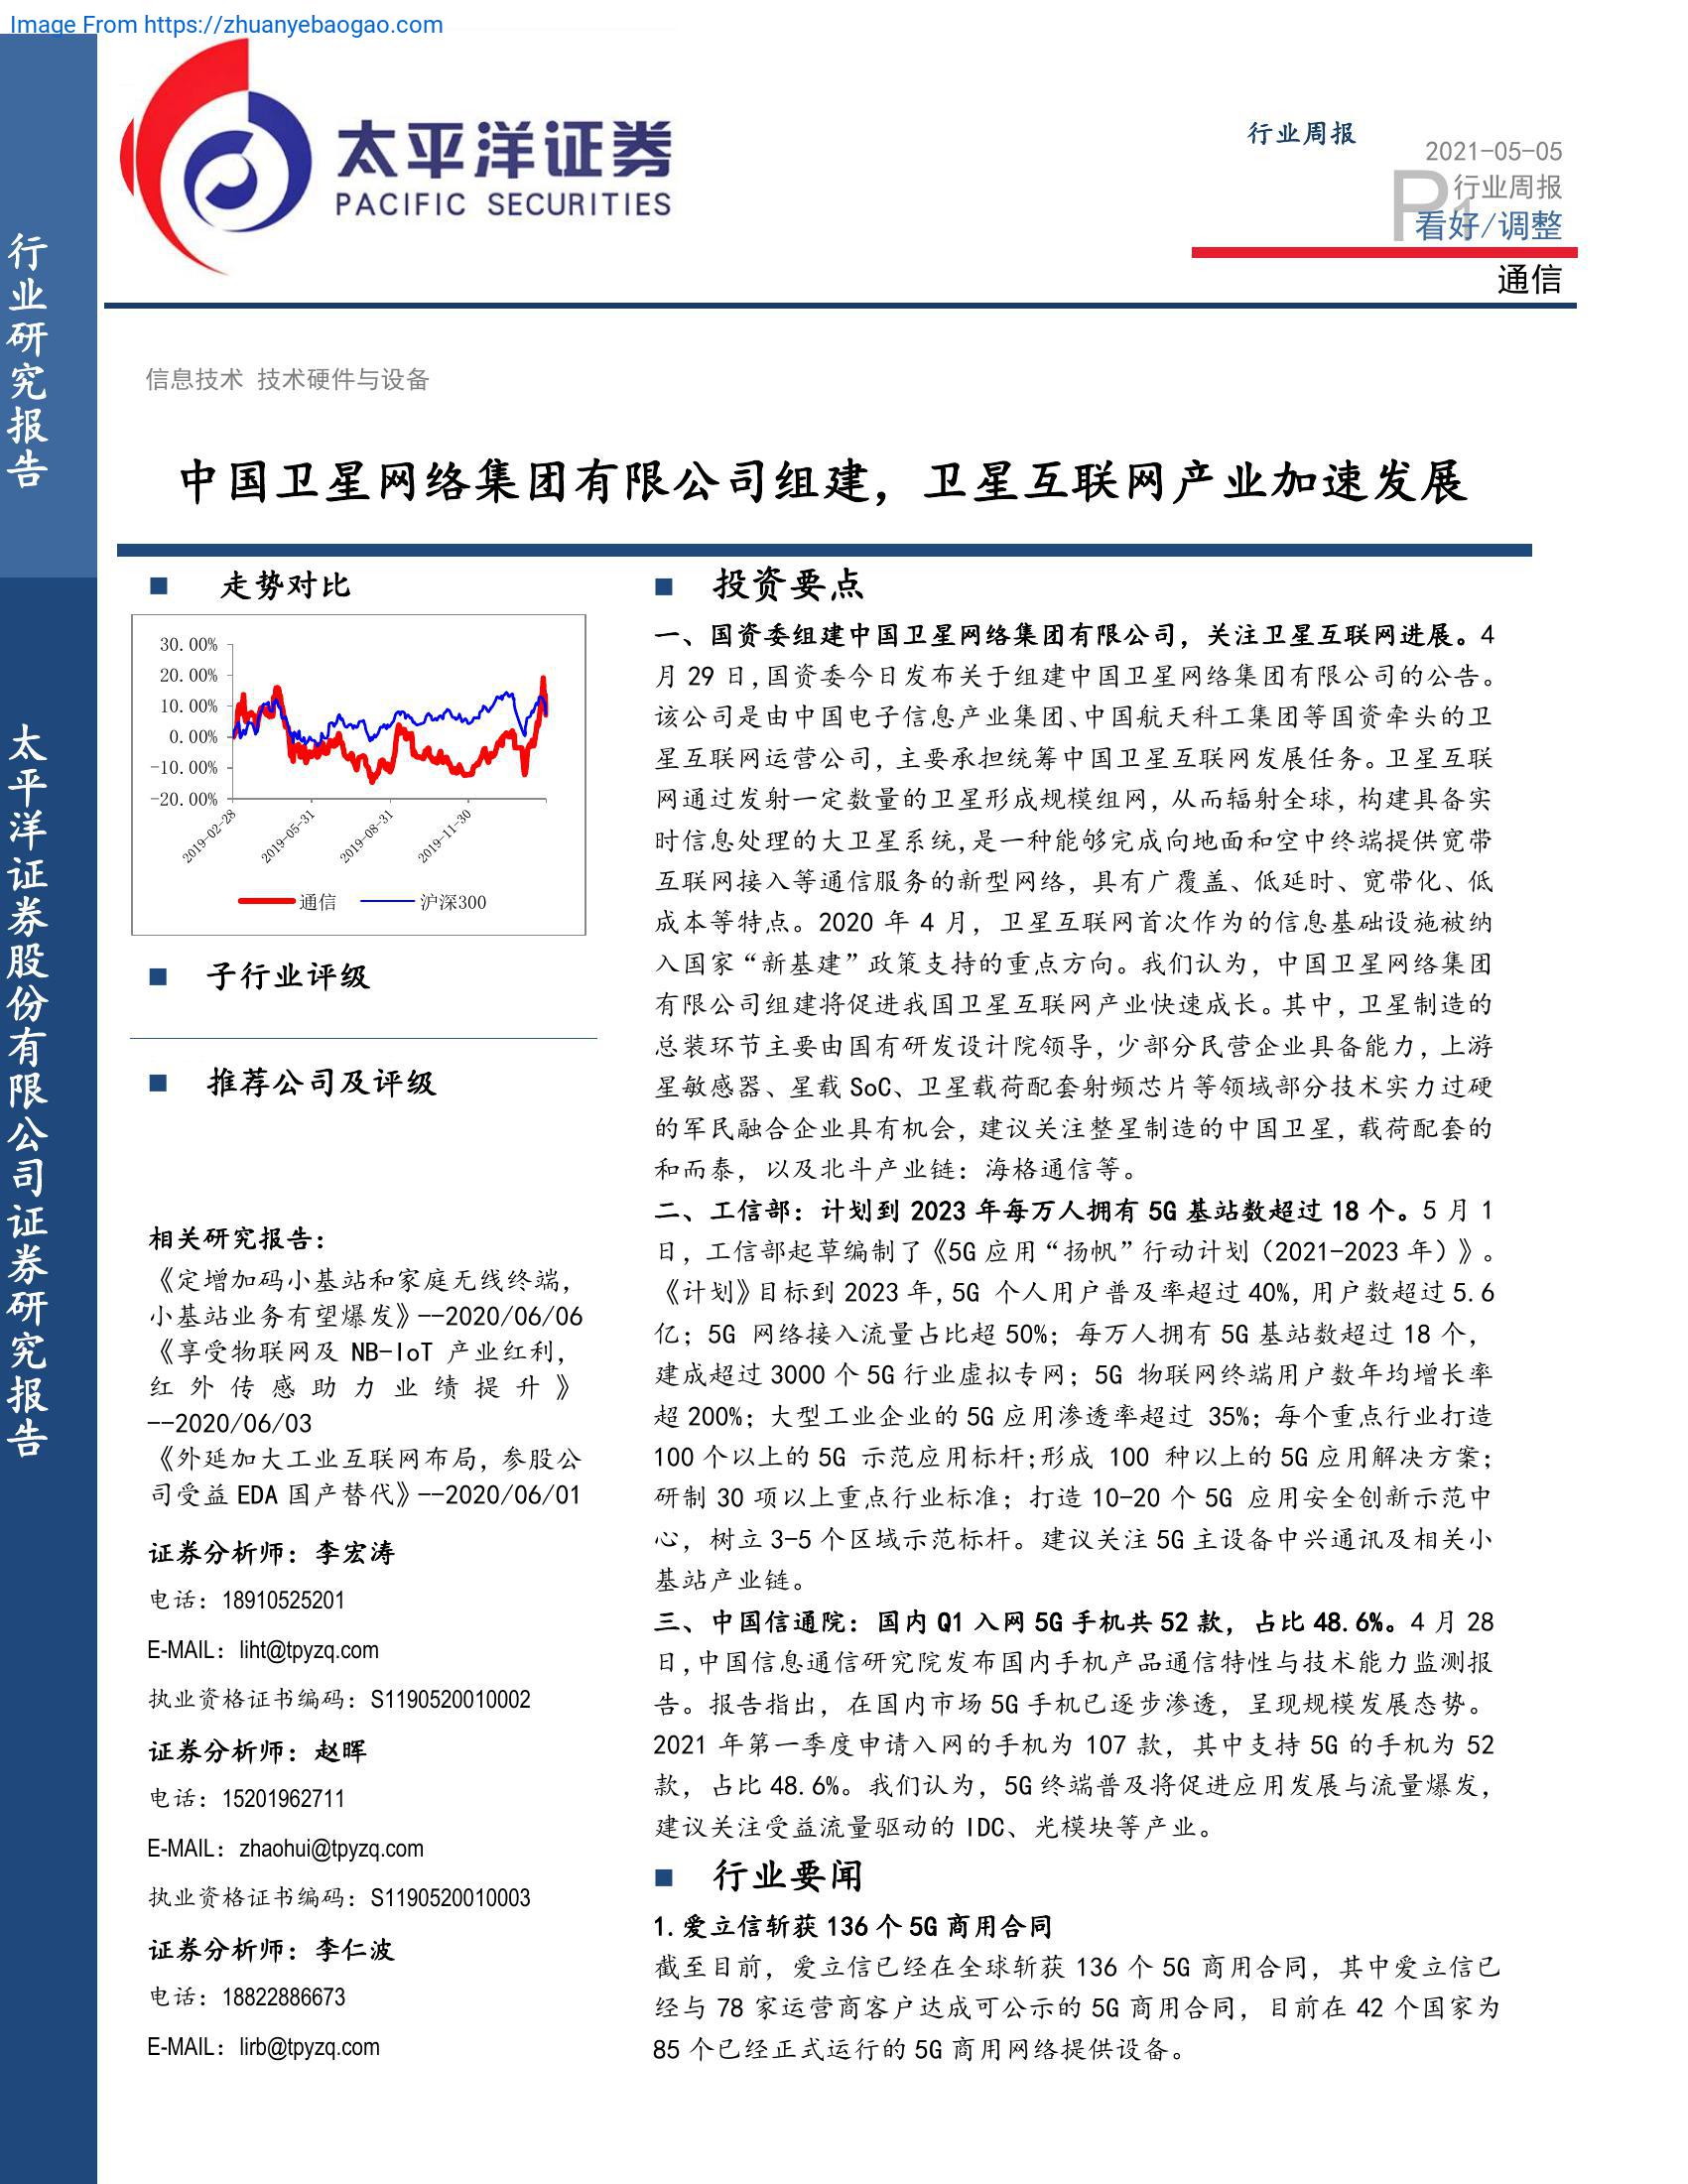 Image From https://zhuanyebaogao.com
太平洋证券
PACIFIC SECURITIES
行业周报
2021-05-05
P1
行业周报
看好/调整
通信
行业研究报告
太平洋证券股份有限公司证券研究报告
信息技术 技术硬件与设备
中国卫星网络集团有限公司组建，卫星互联网产业加速发展
■ 走势对比
30.00%
20.00%
10.00%
0.00%
-10.00%
-20.00%
2019-02-28
2019-05-31
2019-08-31
2019-11-30
通信 沪深300
■ 子行业评级
■ 推荐公司及评级
相关研究报告：
《定增加码小基站和家庭无线终端，
小基站业务有望爆发》--2020/06/06
《享受物联网及 NB-IoT 产业红利，
红外传感助力业绩提升》
--2020/06/03
《外延加大工业互联网布局，参股公
司受益 EDA 国产替代》--2020/06/01
证券分析师：李宏涛
电话：18910525201
E-MAIL：liht@tpyzq.com
执业资格证书编码：S1190520010002
证券分析师：赵晖
电话：15201962711
E-MAIL：zhaohui@tpyzq.com
执业资格证书编码：S1190520010003
证券分析师：李仁波
电话：18822886673
E-MAIL：lirb@tpyzq.com
■ 投资要点
一、国资委组建中国卫星网络集团有限公司，关注卫星互联网进展。4
月 29 日，国资委今日发布关于组建中国卫星网络集团有限公司的公告。
该公司是由中国电子信息产业集团、中国航天科工集团等国资牵头的卫
星互联网运营公司，主要承担统筹中国卫星互联网发展任务。卫星互联
网通过发射一定数量的卫星形成规模组网，从而辐射全球，构建具备实
时信息处理的大卫星系统，是一种能够完成向地面和空中终端提供宽带
互联网接入等通信服务的新型网络，具有广覆盖、低延时、宽带化、低
成本等特点。2020 年 4 月，卫星互联网首次作为的信息基础设施被纳
入国家“新基建”政策支持的重点方向。我们认为，中国卫星网络集团
有限公司组建将促进我国卫星互联网产业快速成长。其中，卫星制造的
总装环节主要由国有研发设计院领导，少部分民营企业具备能力，上游
星敏感器、星载 SoC、卫星载荷配套射频芯片等领域部分技术实力过硬
的军民融合企业具有机会，建议关注整星制造的中国卫星，载荷配套的
和而泰，以及北斗产业链：海格通信等。
二、工信部：计划到 2023 年每万人拥有 5G 基站数超过 18 个。5 月 1
日，工信部起草编制了《5G 应用“扬帆”行动计划（2021-2023 年）》。
《计划》目标到 2023 年，5G 个人用户普及率超过 40%，用户数超过 5.6
亿；5G 网络接入流量占比超 50%；每万人拥有 5G 基站数超过 18 个，
建成超过 3000 个 5G 行业虚拟专网；5G 物联网终端用户数年均增长率
超 200%；大型工业企业的 5G 应用渗透率超过 35%；每个重点行业打造
100 个以上的 5G 示范应用标杆；形成 100 种以上的 5G 应用解决方案；
研制 30 项以上重点行业标准；打造 10-20 个 5G 应用安全创新示范中
心，树立 3-5 个区域示范标杆。建议关注 5G 主设备中兴通讯及相关小
基站产业链。
三、中国信通院：国内 Q1 入网 5G 手机共 52 款，占比 48.6%。4 月 28
日，中国信息通信研究院发布国内手机产品通信特性与技术能力监测报
告。报告指出，在国内市场 5G 手机已逐步渗透，呈现规模发展态势。
2021 年第一季度申请入网的手机为 107 款，其中支持 5G 的手机为 52
款，占比 48.6%。我们认为，5G 终端普及将促进应用发展与流量爆发，
建议关注受益流量驱动的 IDC、光模块等产业。
■ 行业要闻
1.爱立信斩获 136 个 5G 商用合同
截至目前，爱立信已经在全球斩获 136 个 5G 商用合同，其中爱立信已
经与 78 家运营商客户达成可公示的 5G 商用合同，目前在 42 个国家为
85 个已经正式运行的 5G 商用网络提供设备。